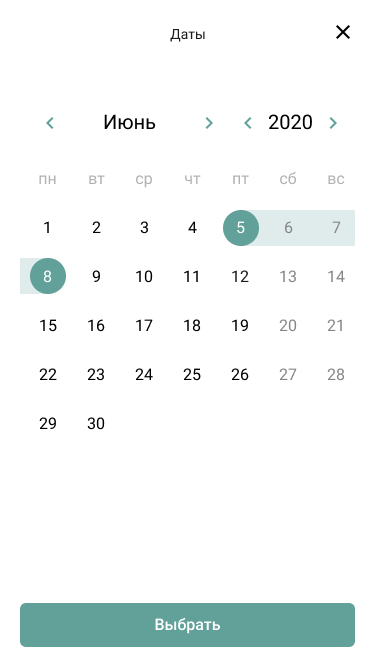 Даты
Июнь 2020
пн вт ср чт пт сб вс
1 2 3 4 5 6 7
8 9 10 11 12 13 14
15 16 17 18 19 20 21
22 23 24 25 26 27 28
29 30
Выбрать